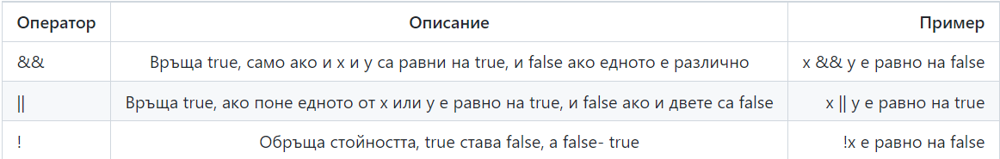 Оператор Описание Пример
&& Връща true, само ако и x и y са равни на true, и false ако едното е различно x && y е равно на false
|| Връща true, ако поне едното от x или y е равно на true, и false ако и двете са false x || y е равно на true
! Обръща стойността, true става false, а false- true !x е равно на false